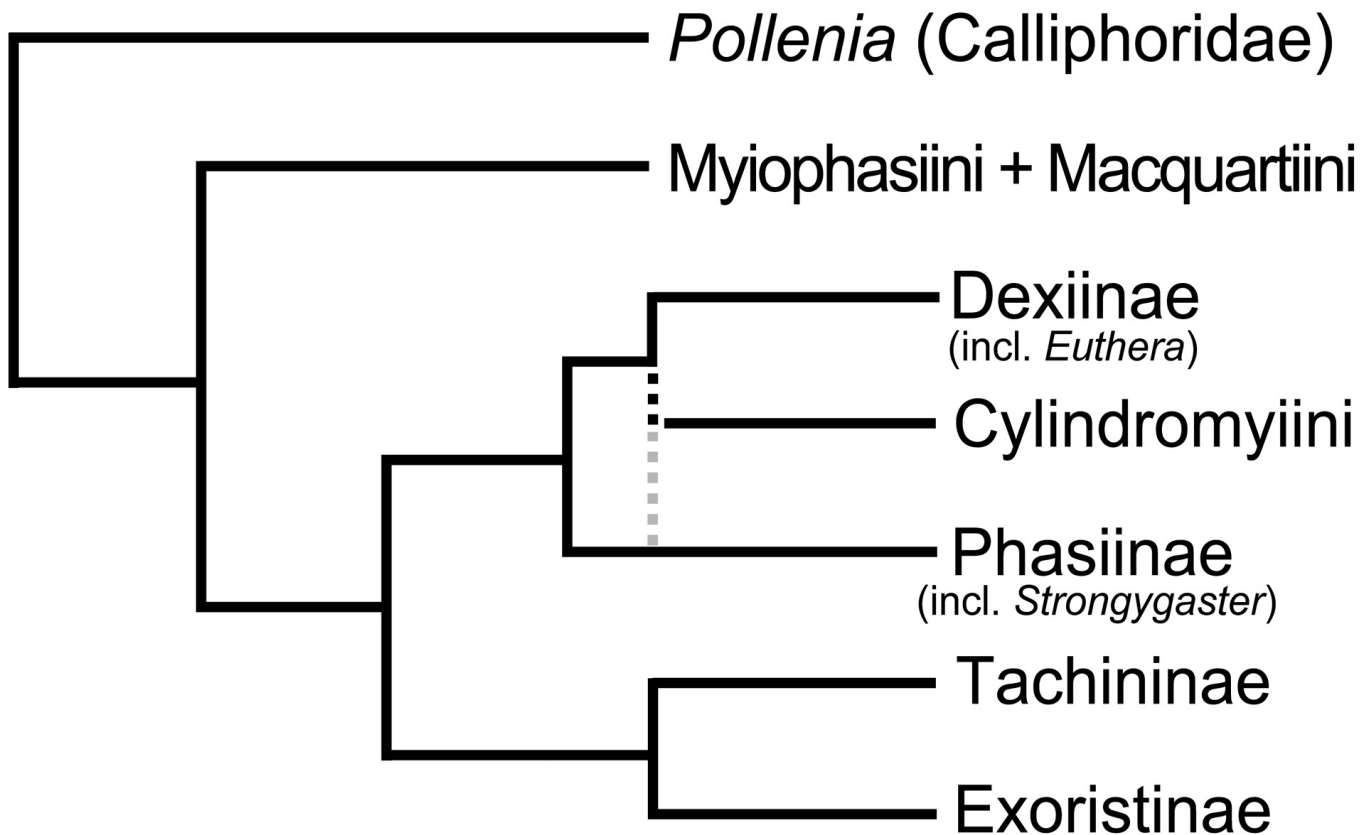 Pollenia (Calliphoridae)
Myiophasiini + Macquartiini
Dexiinae
(incl. Euthera)
Cylindromyiini
Phasiinae
(incl. Strongygaster)
Tachininae
Exoristinae